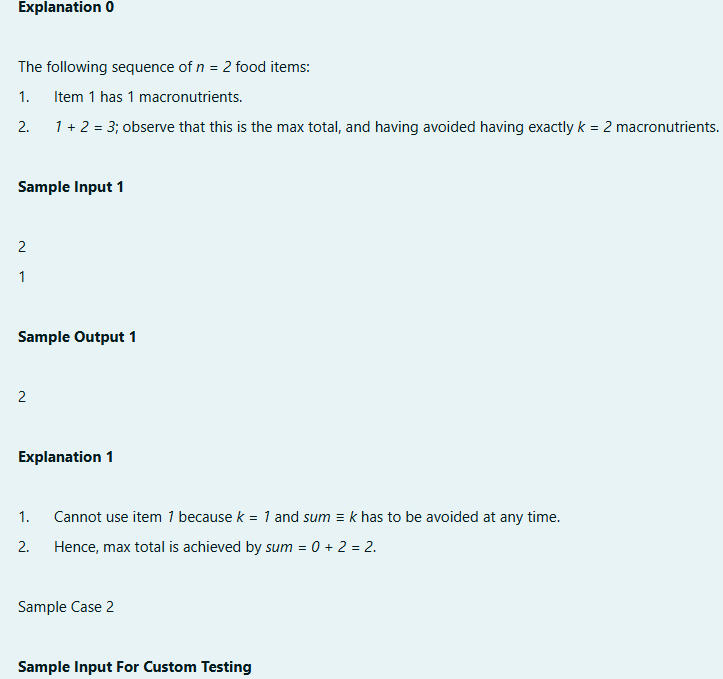 Explanation 0
The following sequence of n = 2 food items:
1. Item 1 has 1 macronutrients.
2. 1 + 2 = 3; observe that this is the max total, and having avoided having exactly k = 2 macronutrients.
Sample Input 1
2
1
Sample Output 1
2
Explanation 1
1. Cannot use item 1 because k = 1 and sum ≡ k has to be avoided at any time.
2. Hence, max total is achieved by sum = 0 + 2 = 2.
Sample Case 2
Sample Input For Custom Testing